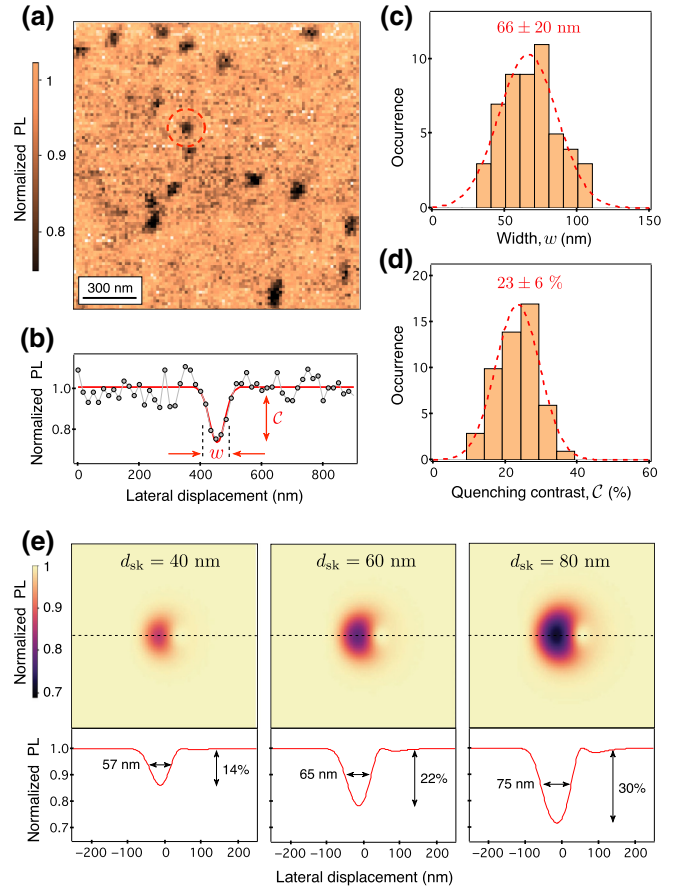 (a)
Normalized PL
1
0.9
0.8
300 nm
(b)
Normalized PL
1.0
0.8
C
w
0 200 400 600 800
Lateral displacement (nm)
(c)
66 ± 20 nm
Occurrence
10
5
0
0 50 100 150
Width, w (nm)
(d)
23 ± 6 %
Occurrence
20
15
10
5
0
0 20 40 60
Quenching contrast, C (%)
(e)
Normalized PL
1
0.9
0.8
0.7
d_sk = 40 nm
d_sk = 60 nm
d_sk = 80 nm
Normalized PL
1.0
0.9
0.8
0.7
57 nm
14%
65 nm
22%
75 nm
30%
-200 -100 0 100 200
-200 -100 0 100 200
-200 -100 0 100 200
Lateral displacement (nm)